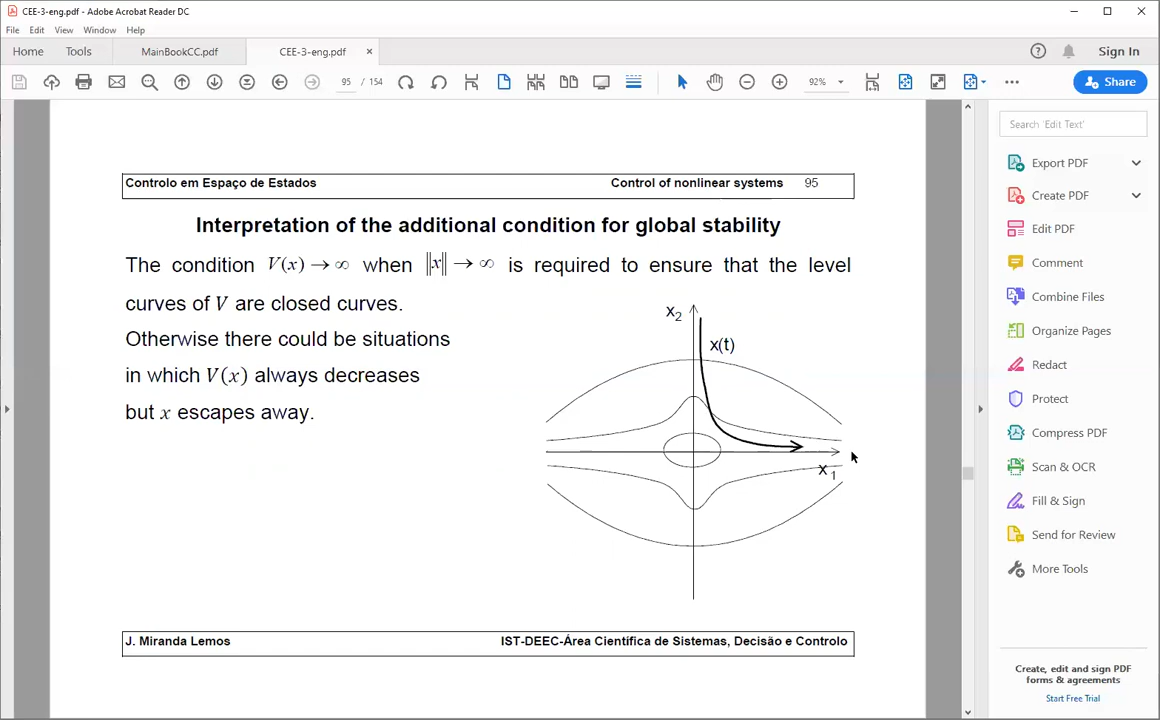 CEE-3-eng.pdf - Adobe Acrobat Reader DC
File Edit View Window Help
Home Tools MainBookCC.pdf CEE-3-eng.pdf × ? Sign In
95 / 154 92% Share
Search 'Edit Text'
Export PDF
Create PDF
Edit PDF
Comment
Combine Files
Organize Pages
Redact
Protect
Compress PDF
Scan & OCR
Fill & Sign
Send for Review
More Tools
Create, edit and sign PDF
forms & agreements
Start Free Trial
Controlo em Espaço de Estados Control of nonlinear systems 95
Interpretation of the additional condition for global stability
The condition V(x) → ∞ when ‖x‖ → ∞ is required to ensure that the level
curves of V are closed curves.
Otherwise there could be situations
in which V(x) always decreases
but x escapes away.
x2
x(t)
x1
J. Miranda Lemos IST-DEEC-Área Científica de Sistemas, Decisão e Controlo